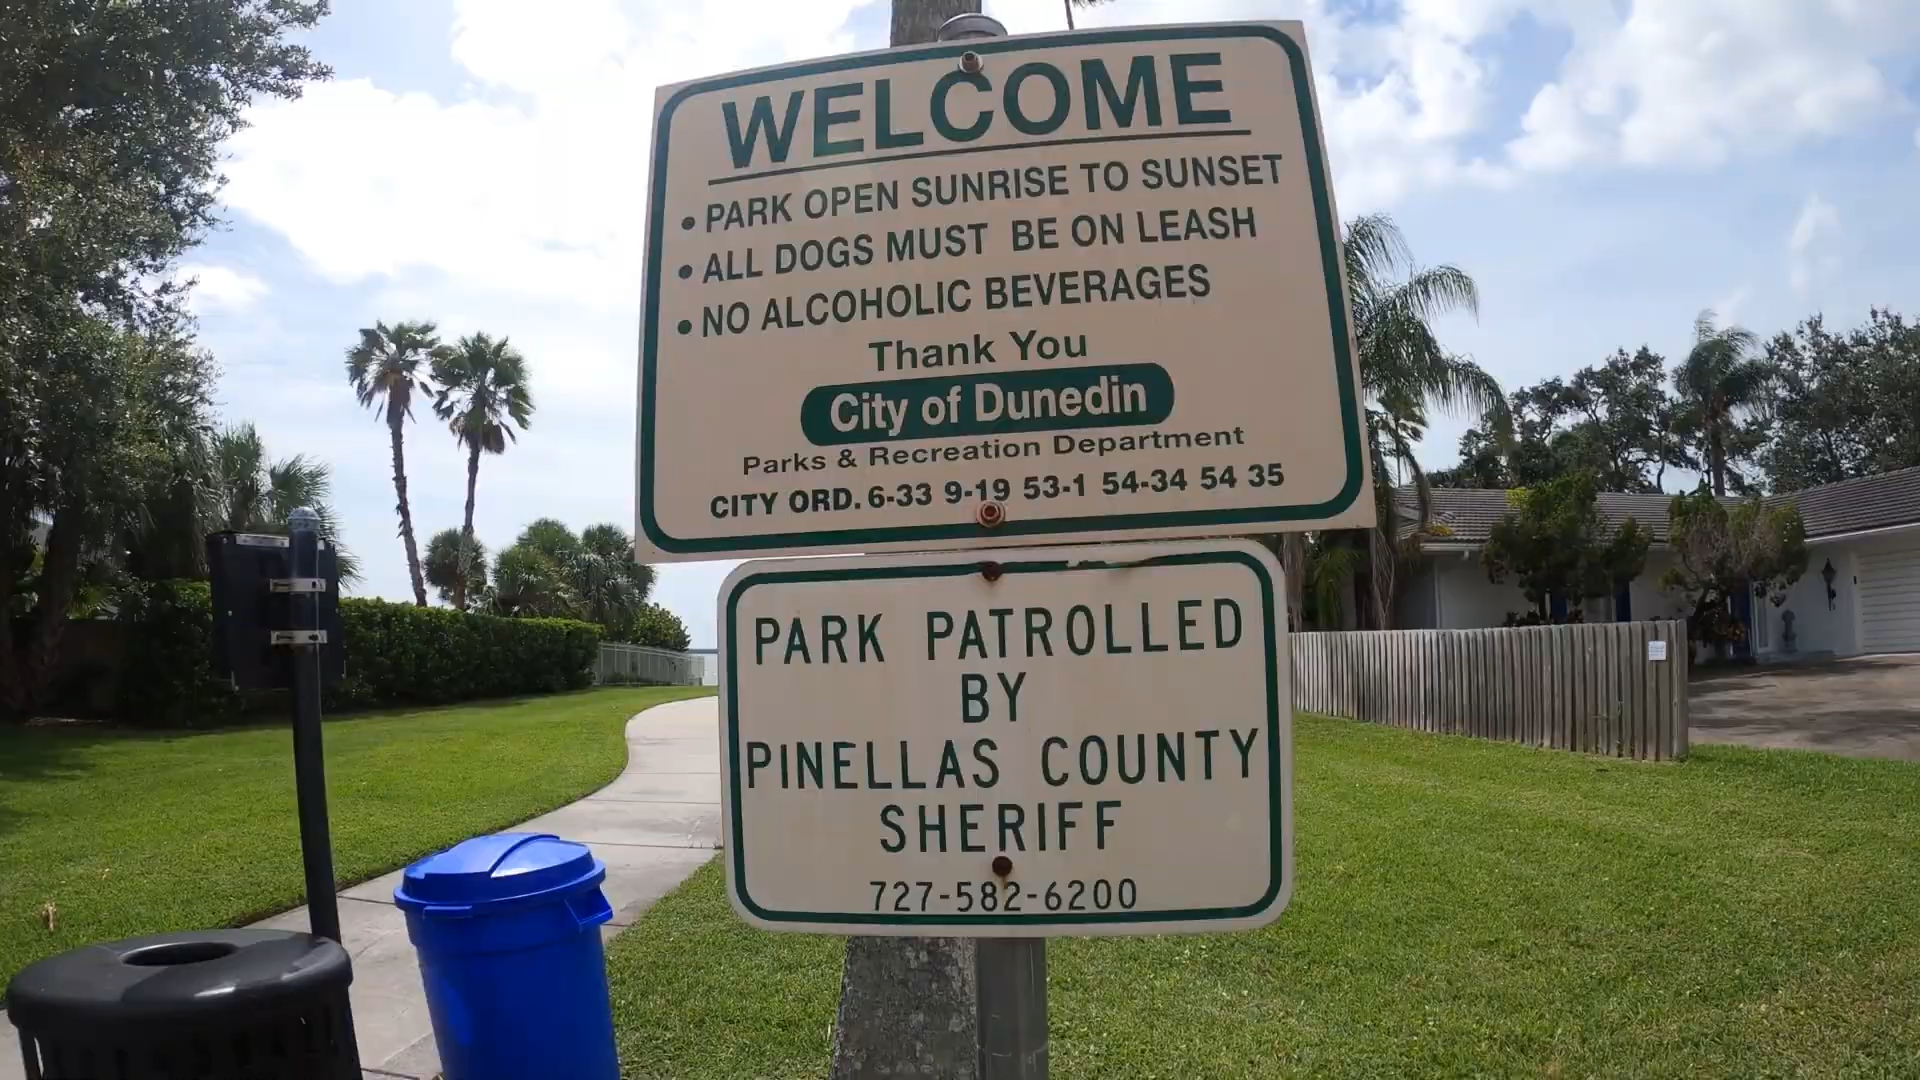 WELCOME
• PARK OPEN SUNRISE TO SUNSET
• ALL DOGS MUST BE ON LEASH
• NO ALCOHOLIC BEVERAGES
Thank You
City of Dunedin
Parks & Recreation Department
CITY ORD. 6-33 9-19 53-1 54-34 54 35
PARK PATROLLED
BY
PINELLAS COUNTY
SHERIFF
727-582-6200